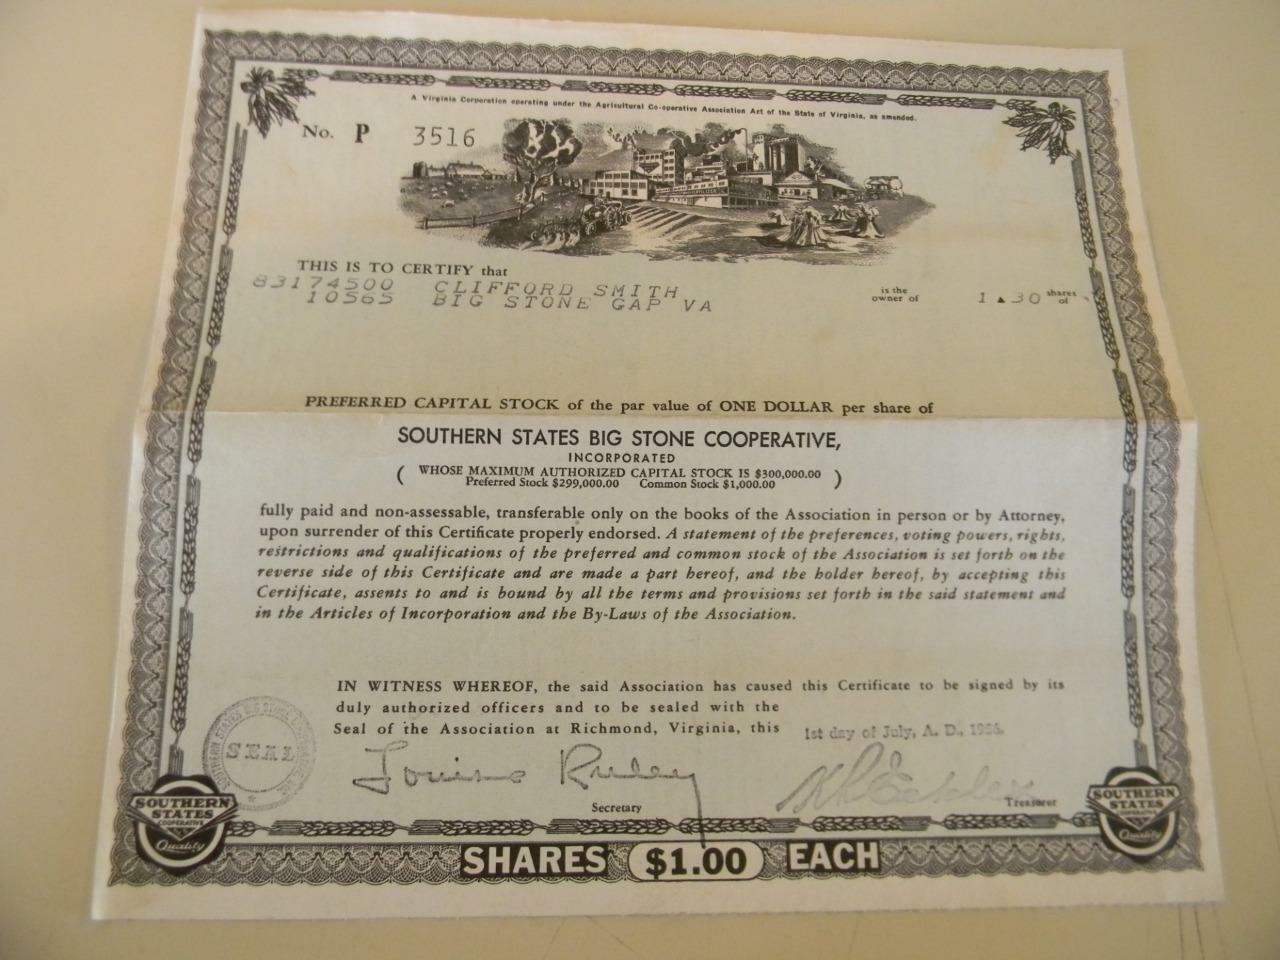 A Virginia Corporation operating under the Agricultural Co-operative Association Act of the State of Virginia, as amended.
No. P 3516
THIS IS TO CERTIFY that
83174500 CLIFFORD SMITH
10565 BIG STONE GAP VA
is the owner of
1 ▲ 30 shares of
PREFERRED CAPITAL STOCK of the par value of ONE DOLLAR per share of
SOUTHERN STATES BIG STONE COOPERATIVE,
INCORPORATED
( WHOSE MAXIMUM AUTHORIZED CAPITAL STOCK IS $300,000.00 )
Preferred Stock $299,000.00 Common Stock $1,000.00
fully paid and non-assessable, transferable only on the books of the Association in person or by Attorney,
upon surrender of this Certificate properly endorsed. A statement of the preferences, voting powers, rights,
restrictions and qualifications of the preferred and common stock of the Association is set forth on the
reverse side of this Certificate and are made a part hereof, and the holder hereof, by accepting this
Certificate, assents to and is bound by all the terms and provisions set forth in the said statement and
in the Articles of Incorporation and the By-Laws of the Association.
IN WITNESS WHEREOF, the said Association has caused this Certificate to be signed by its
duly authorized officers and to be sealed with the
Seal of the Association at Richmond, Virginia, this 1st day of July, A. D., 1956.
SEAL
Secretary
Treasurer
SOUTHERN STATES COOPERATIVE Quality
SOUTHERN STATES COOPERATIVE Quality
SHARES $1.00 EACH